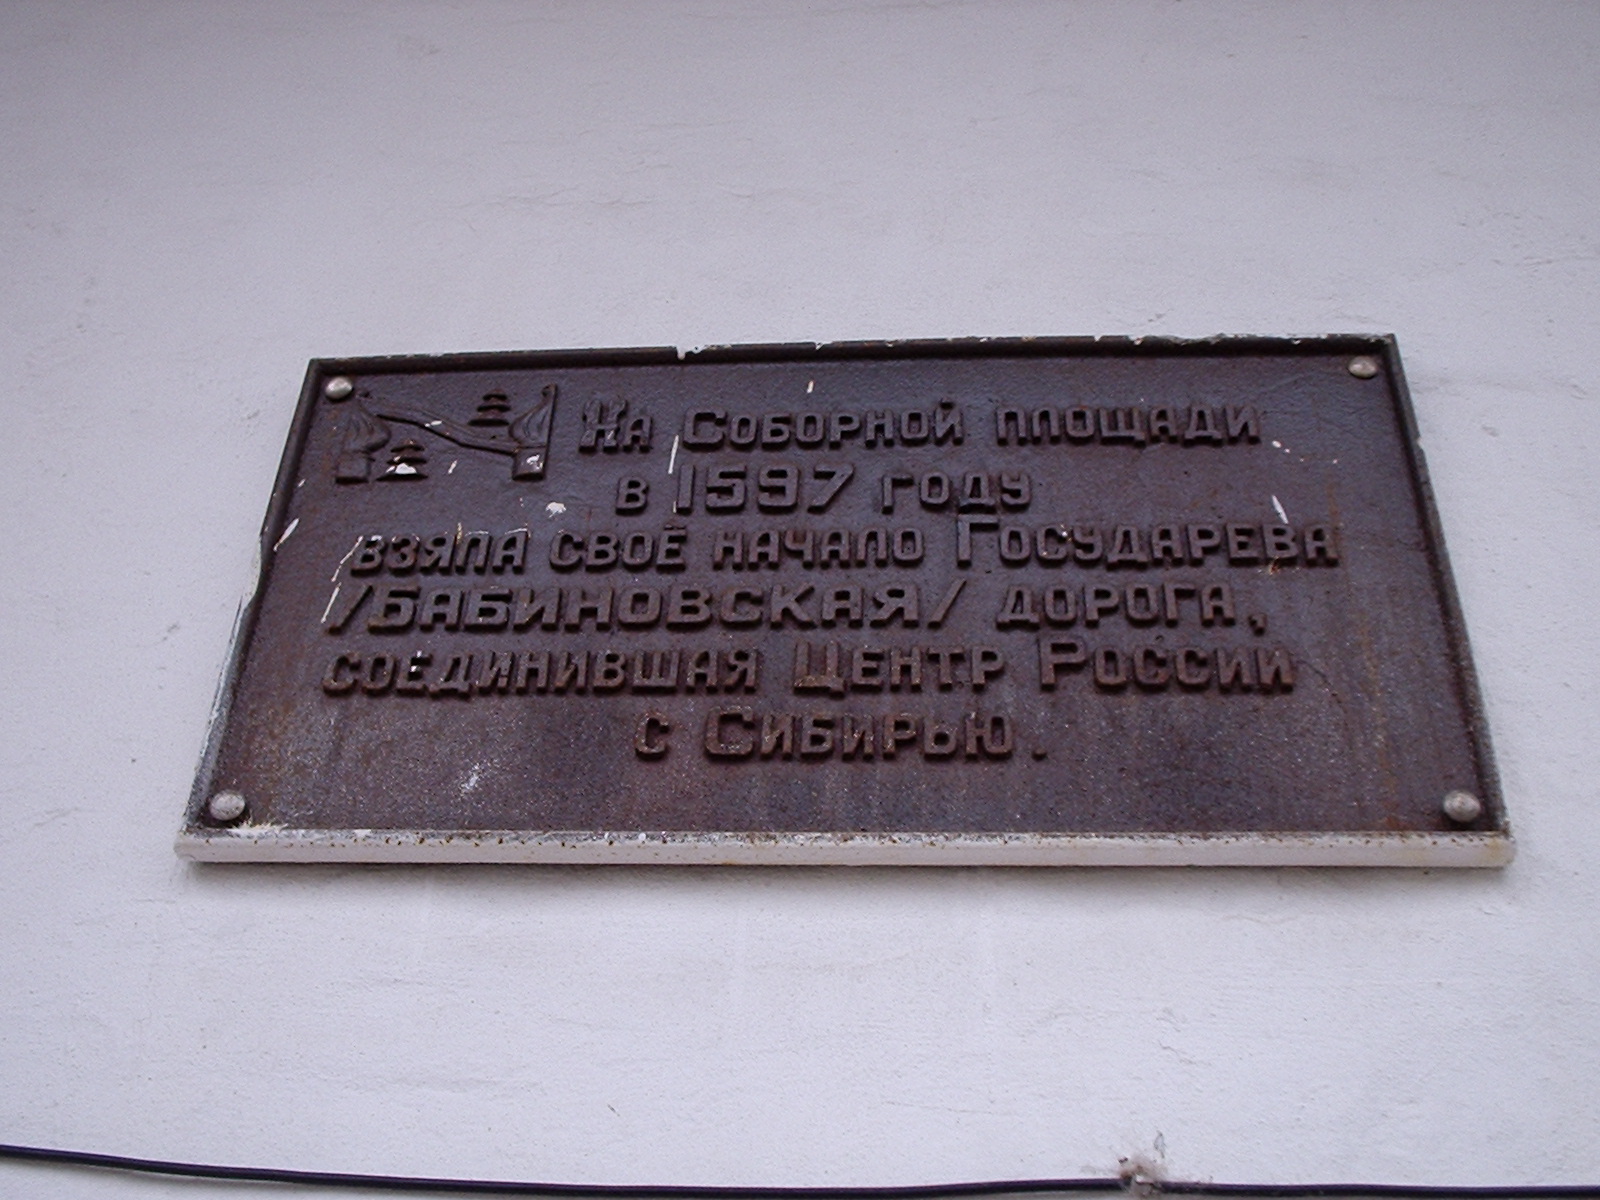 На Соборной площади
в 1597 году
взяла своё начало Государева
/Бабиновская/ дорога,
соединившая Центр России
с Сибирью.